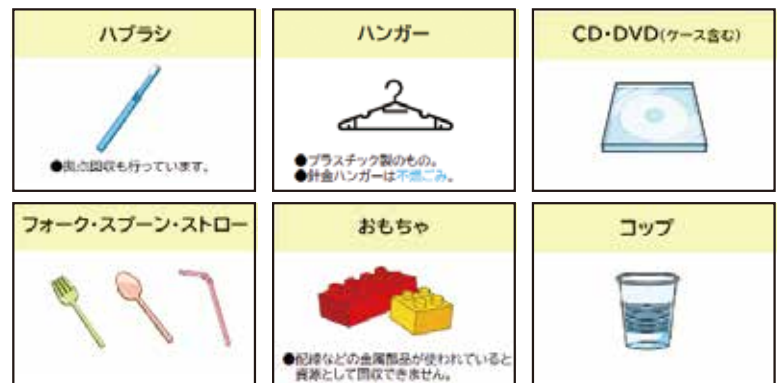 ハブラシ
●拠点回収も行っています。
ハンガー
●プラスチック製のもの。
●針金ハンガーは不燃ごみ。
CD・DVD(ケース含む)
フォーク・スプーン・ストロー
おもちゃ
●配線などの金属部品が使われていると
資源として回収できません。
コップ